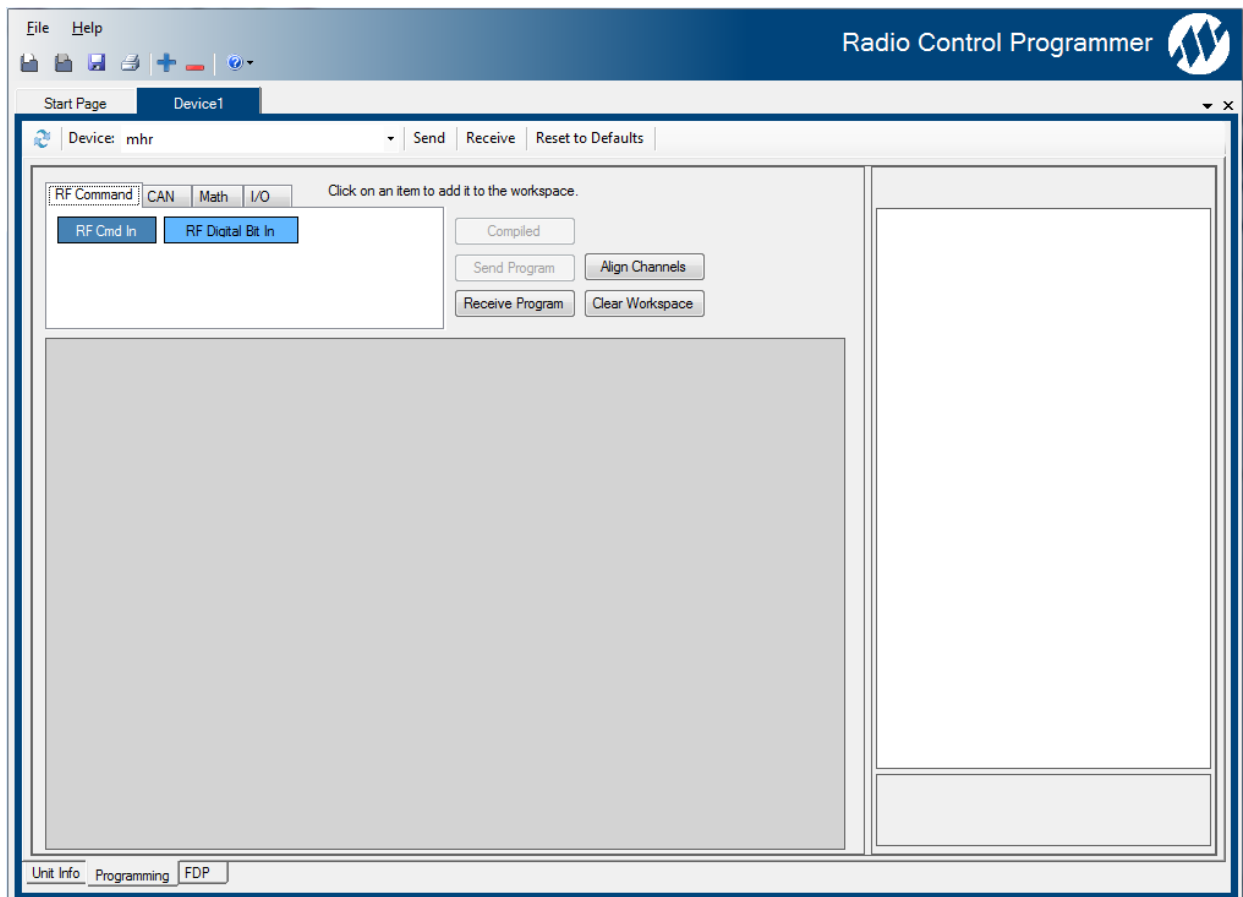 File Help
Radio Control Programmer
Start Page Device1
Device: mhr Send Receive Reset to Defaults
RF Command CAN Math I/O Click on an item to add it to the workspace.
RF Cmd In RF Digital Bit In
Compiled
Send Program Align Channels
Receive Program Clear Workspace
Unit Info Programming FDP